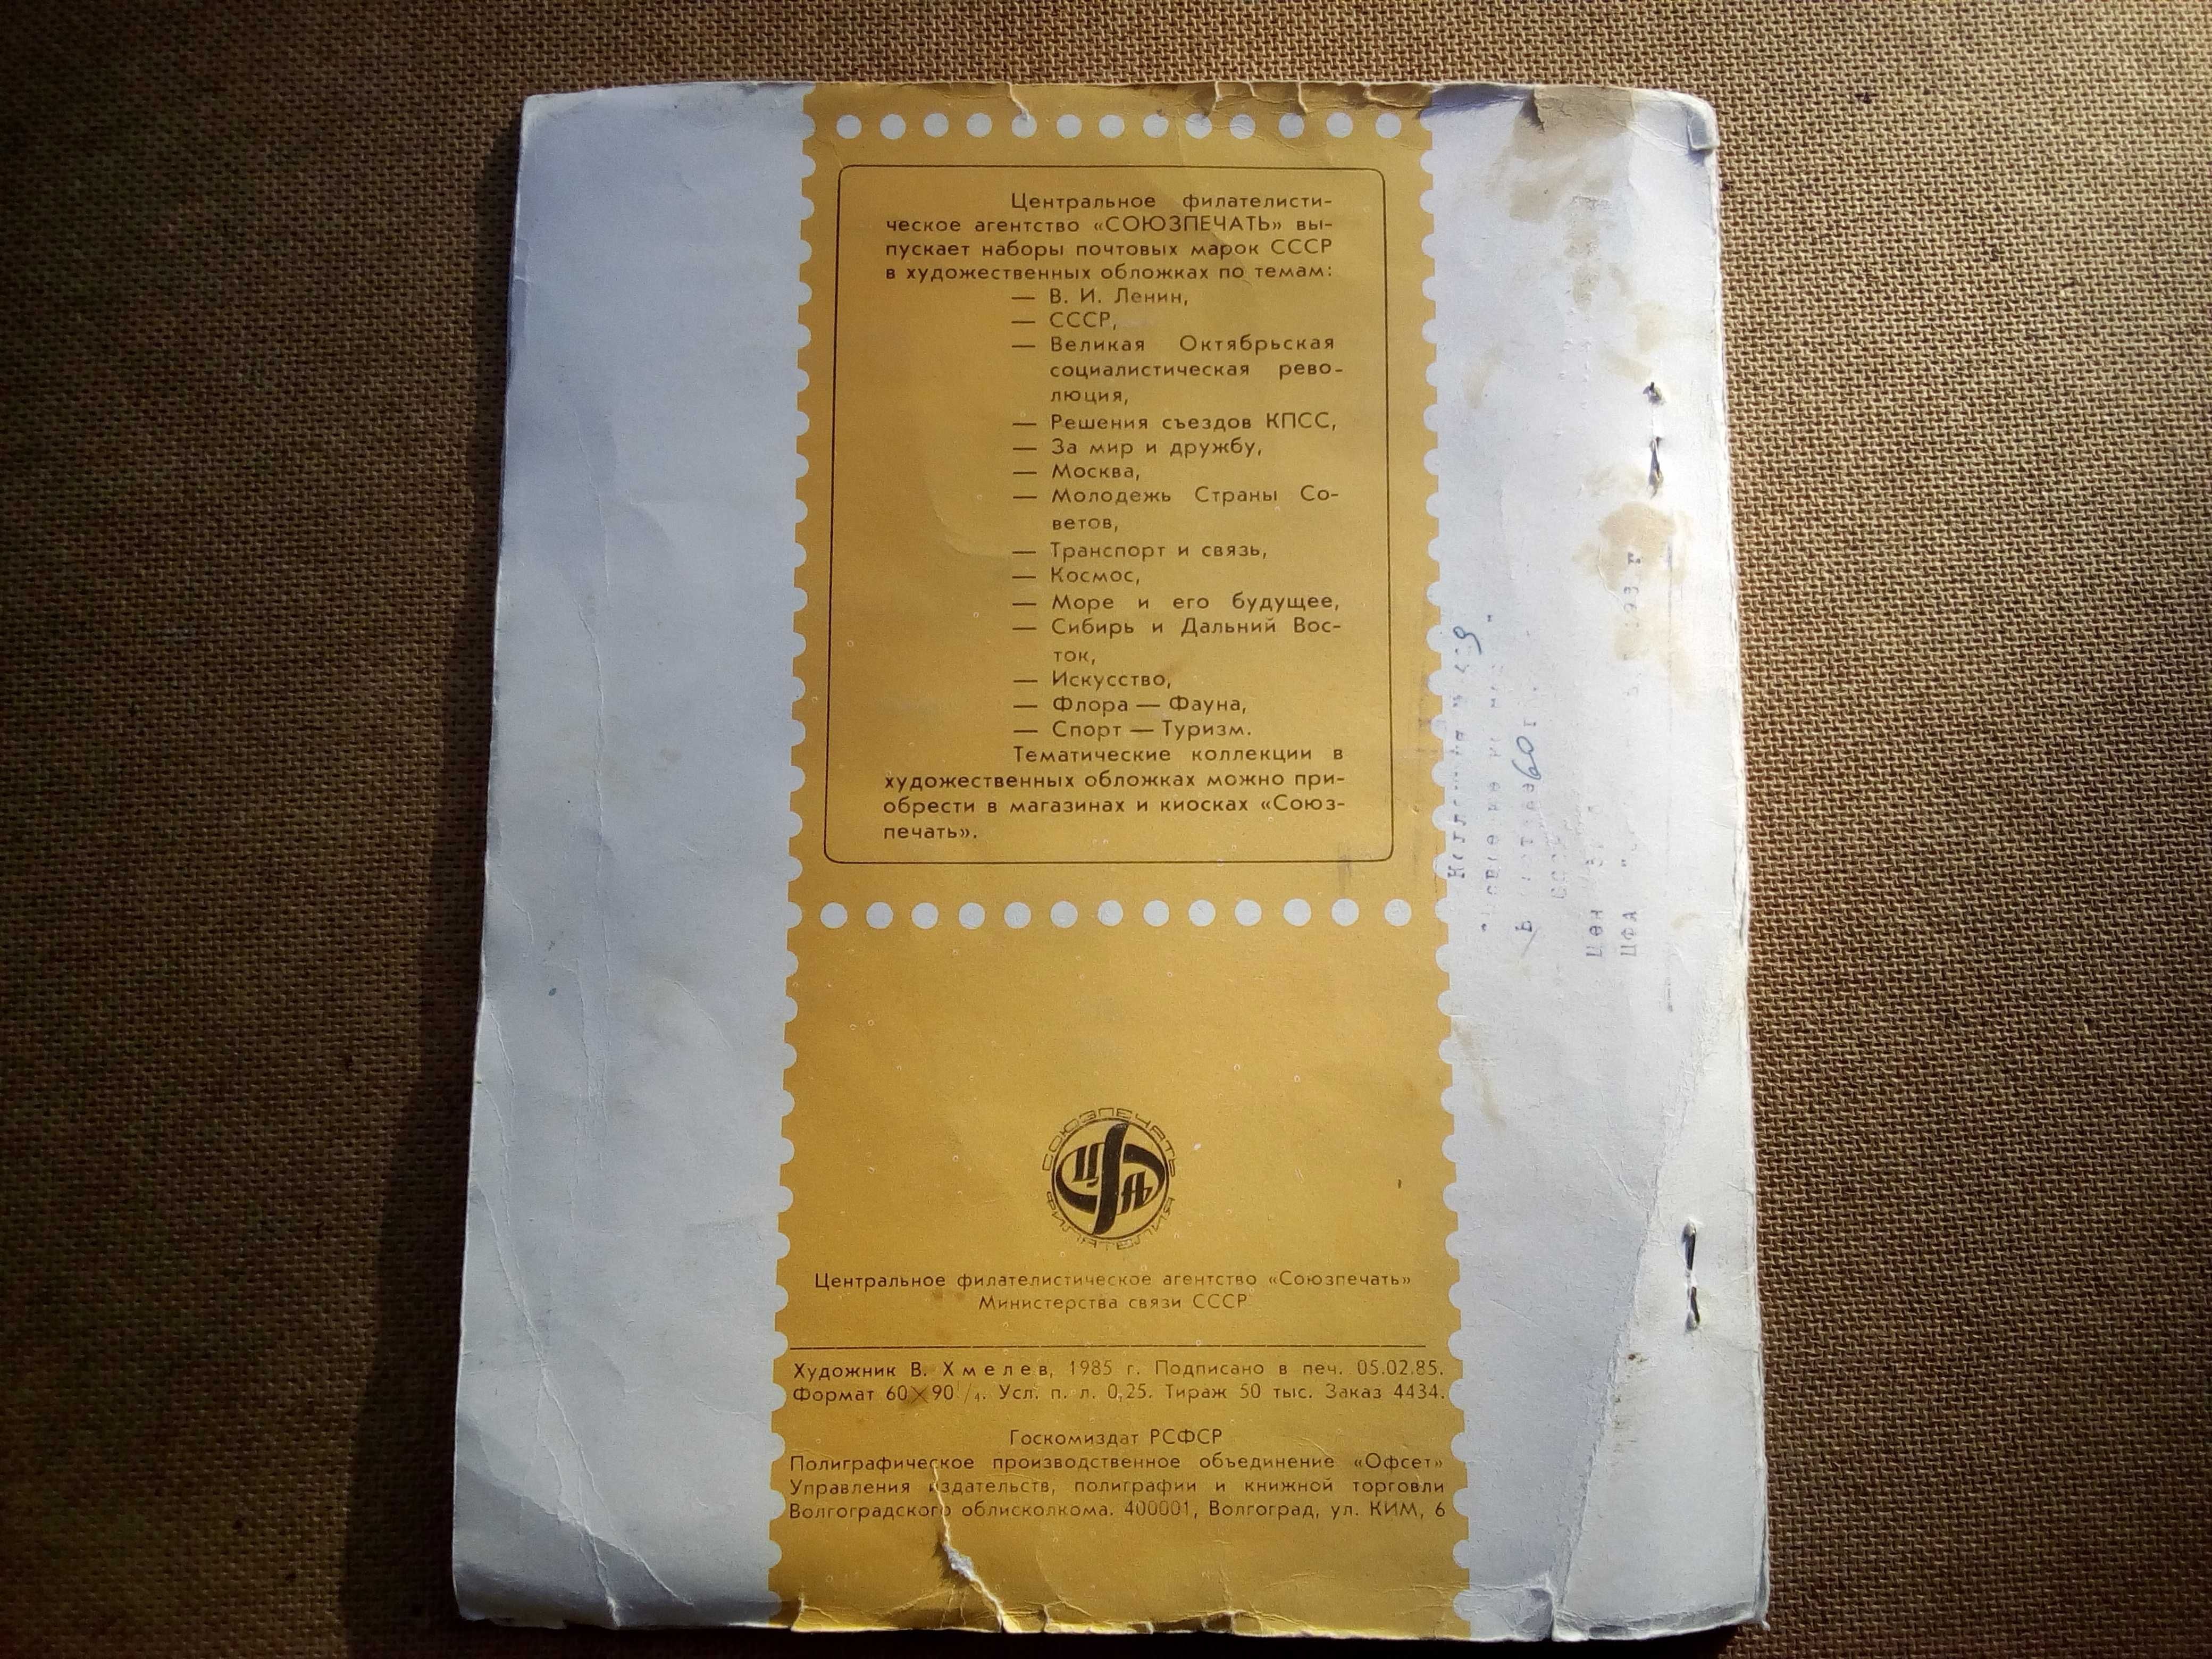 Центральное филателисти-
ческое агентство «СОЮЗПЕЧАТЬ» вы-
пускает наборы почтовых марок СССР
в художественных обложках по темам:
— В. И. Ленин,
— СССР,
— Великая Октябрьская
социалистическая рево-
люция,
— Решения съездов КПСС,
— За мир и дружбу,
— Москва,
— Молодежь Страны Со-
ветов,
— Транспорт и связь,
— Космос,
— Море и его будущее,
— Сибирь и Дальний Вос-
ток,
— Искусство,
— Флора — Фауна,
— Спорт — Туризм.
Тематические коллекции в
художественных обложках можно при-
обрести в магазинах и киосках «Союз-
печать».
СОЮЗПЕЧАТЬ
ЦФА
ФИЛАТЕЛИЯ
Центральное филателистическое агентство «Союзпечать»
Министерства связи СССР
Художник В. Хмелев, 1985 г. Подписано в печ. 05.02.85.
Формат 60×90 1/4. Усл. п. л. 0,25. Тираж 50 тыс. Заказ 4434.
Госкомиздат РСФСР
Полиграфическое производственное объединение «Офсет»
Управления издательств, полиграфии и книжной торговли
Волгоградского облисполкома. 400001, Волгоград, ул. КИМ, 6
60
ЦФА